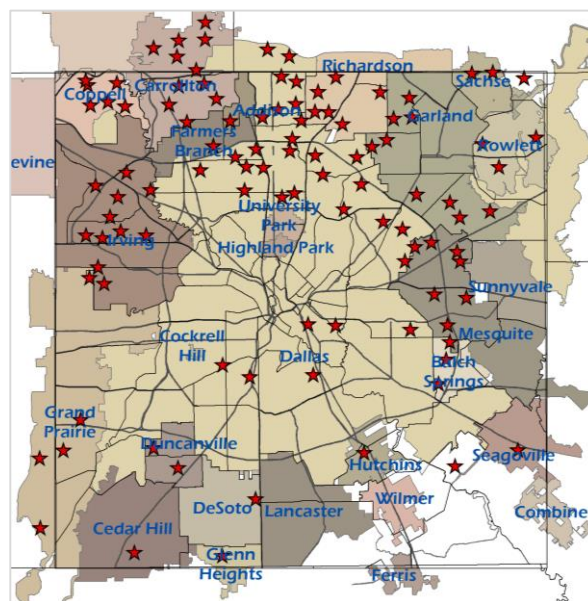 Richardson
Coppell
Carrollton
Sachse
Addison
Garland
Farmers
Branch
Rowlett
evine
University
Park
Irving
Highland Park
Sunnyvale
Cockrell
Hill
Dallas
Mesquite
Balch
Springs
Grand
Prairie
Duncanville
Hutchins
Seagoville
DeSoto
Lancaster
Wilmer
Combine
Cedar Hill
Glenn
Heights
Ferris